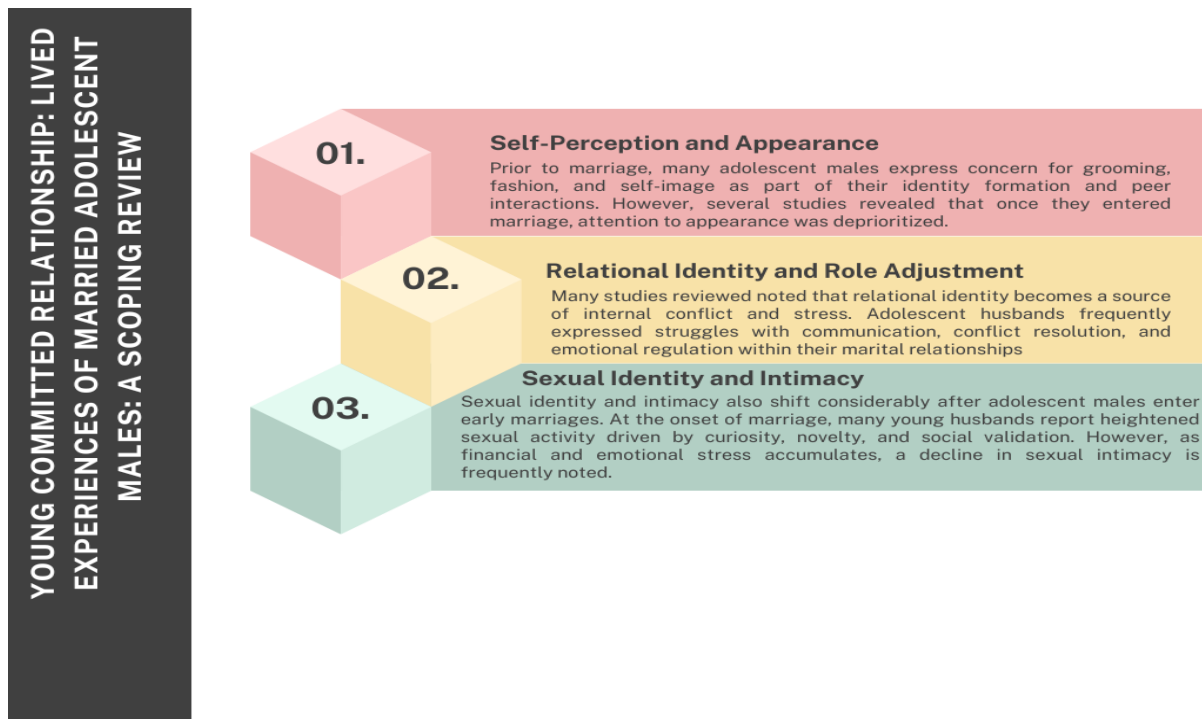 YOUNG COMMITTED RELATIONSHIP: LIVED
EXPERIENCES OF MARRIED ADOLESCENT
MALES: A SCOPING REVIEW
01.
Self-Perception and Appearance
Prior to marriage, many adolescent males express concern for grooming,
fashion, and self-image as part of their identity formation and peer
interactions. However, several studies revealed that once they entered
marriage, attention to appearance was deprioritized.
02.
Relational Identity and Role Adjustment
Many studies reviewed noted that relational identity becomes a source
of internal conflict and stress. Adolescent husbands frequently
expressed struggles with communication, conflict resolution, and
emotional regulation within their marital relationships
03.
Sexual Identity and Intimacy
Sexual identity and intimacy also shift considerably after adolescent males enter
early marriages. At the onset of marriage, many young husbands report heightened
sexual activity driven by curiosity, novelty, and social validation. However, as
financial and emotional stress accumulates, a decline in sexual intimacy is
frequently noted.